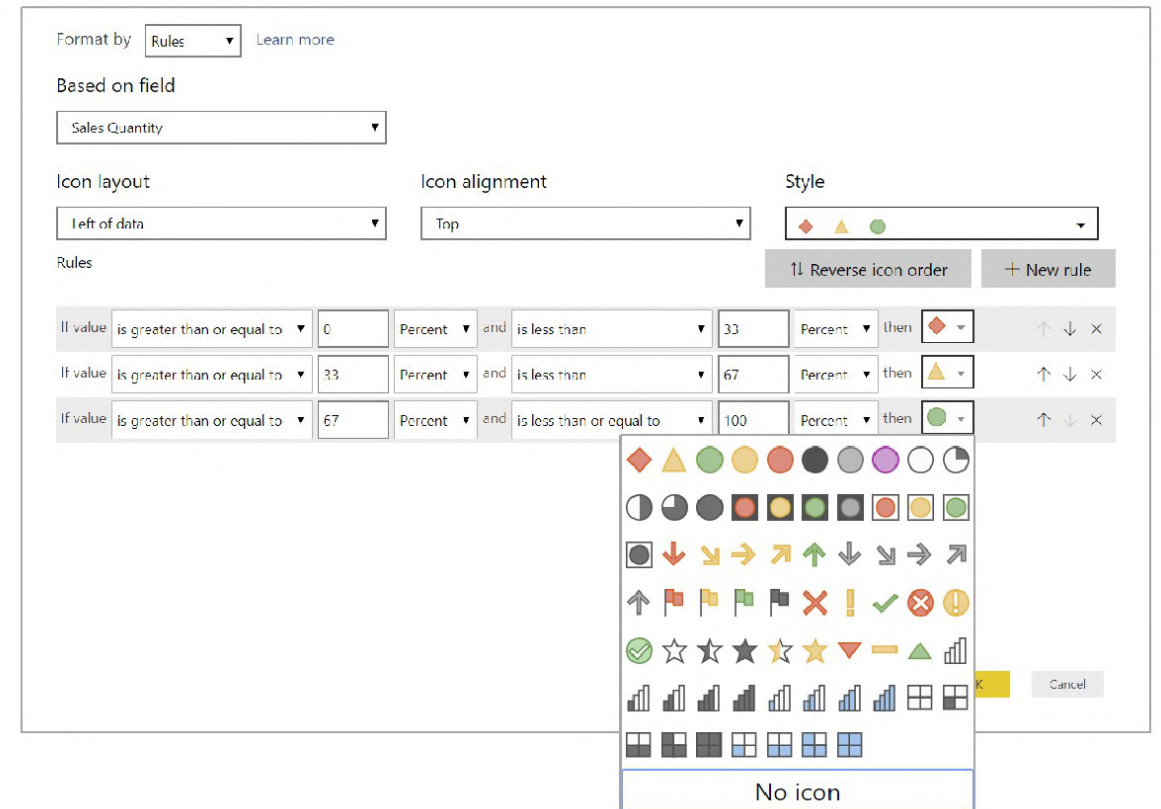 Format by Rules Learn more
Based on field
Sales Quantity
Icon layout Icon alignment Style
Left of data Top
Rules Reverse icon order + New rule
If value is greater than or equal to 0 Percent and is less than 33 Percent then
If value is greater than or equal to 33 Percent and is less than 67 Percent then
If value is greater than or equal to 67 Percent and is less than or equal to 100 Percent then
K Cancel
No icon